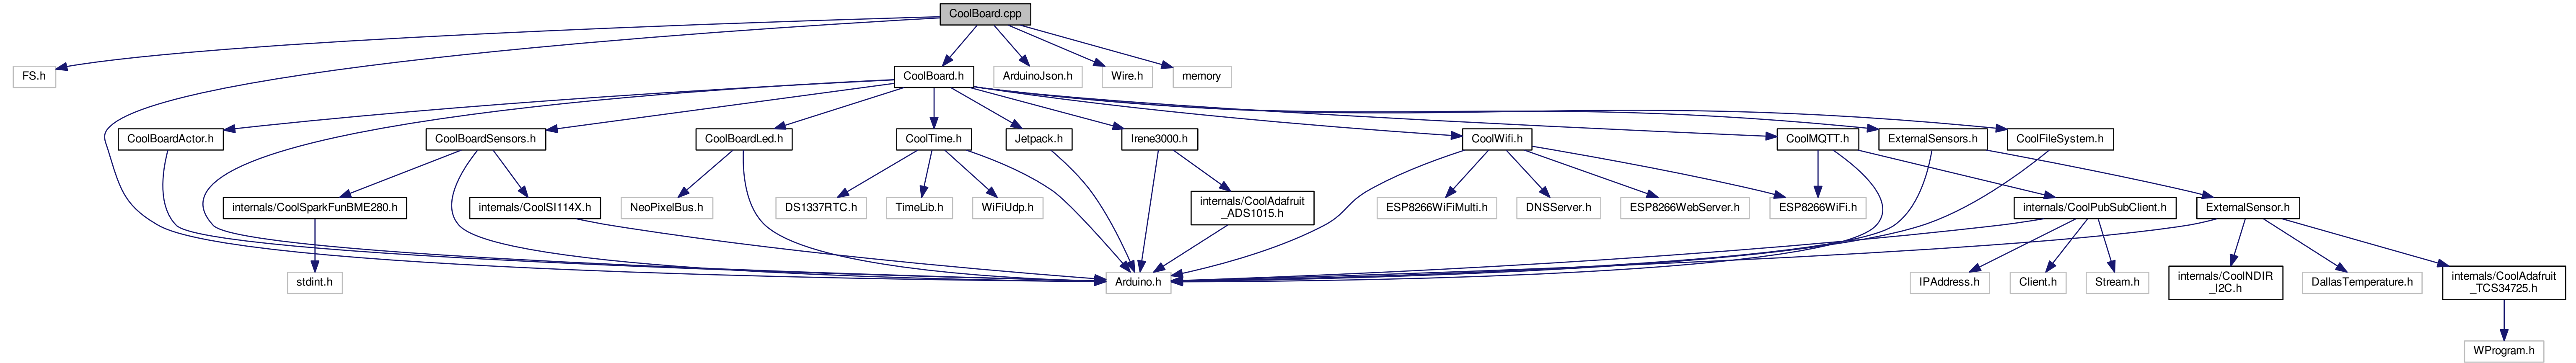 CoolBoard.cpp
FS.h
CoolBoard.h
ArduinoJson.h
Wire.h
memory
CoolBoardActor.h
CoolBoardSensors.h
CoolBoardLed.h
CoolTime.h
Jetpack.h
Irene3000.h
CoolWifi.h
CoolMQTT.h
ExternalSensors.h
CoolFileSystem.h
internals/CoolSparkFunBME280.h
internals/CoolSI114X.h
NeoPixelBus.h
DS1337RTC.h
TimeLib.h
WiFiUdp.h
internals/CoolAdafruit
_ADS1015.h
ESP8266WiFiMulti.h
DNSServer.h
ESP8266WebServer.h
ESP8266WiFi.h
internals/CoolPubSubClient.h
ExternalSensor.h
stdint.h
Arduino.h
IPAddress.h
Client.h
Stream.h
internals/CoolNDIR
_I2C.h
DallasTemperature.h
internals/CoolAdafruit
_TCS34725.h
WProgram.h